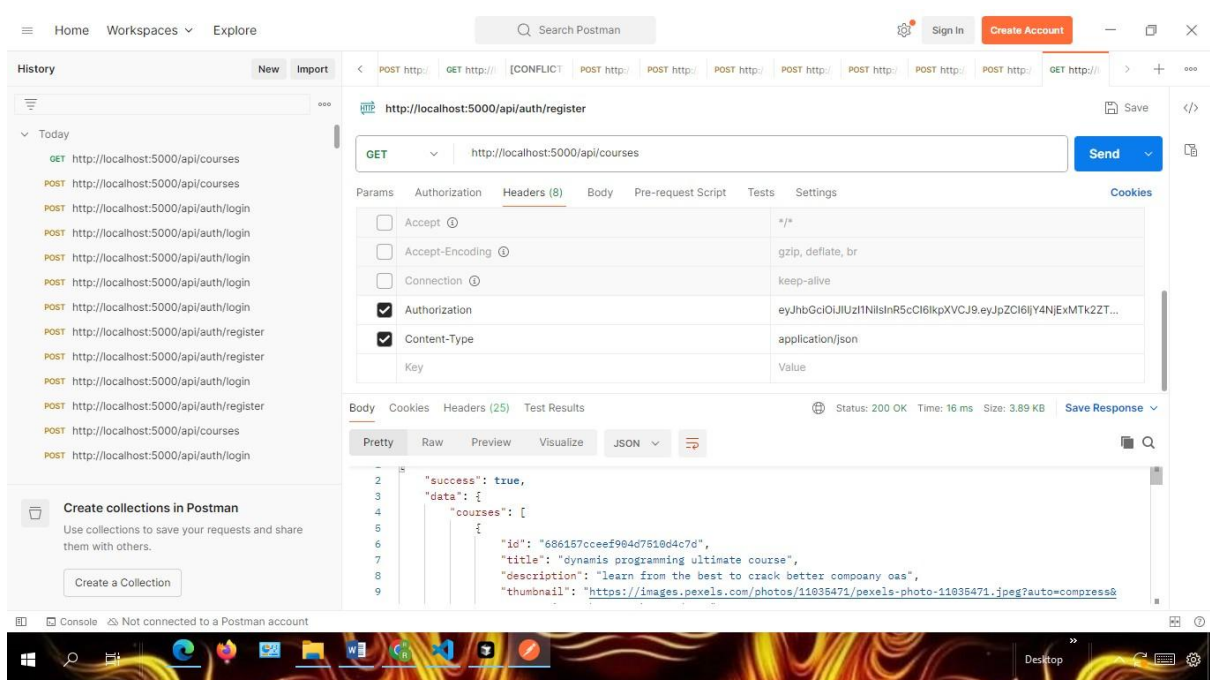 Home Workspaces Explore Search Postman Sign In Create Account
History New Import
POST http:/ GET http:// [CONFLICT POST http:/ POST http:/ POST http:/ POST http:/ POST http:/ POST http:/ POST http:/ GET http://
HTTP http://localhost:5000/api/auth/register Save
Today
GET http://localhost:5000/api/courses
POST http://localhost:5000/api/courses
POST http://localhost:5000/api/auth/login
POST http://localhost:5000/api/auth/login
POST http://localhost:5000/api/auth/login
POST http://localhost:5000/api/auth/login
POST http://localhost:5000/api/auth/login
POST http://localhost:5000/api/auth/register
POST http://localhost:5000/api/auth/register
POST http://localhost:5000/api/auth/login
POST http://localhost:5000/api/auth/register
POST http://localhost:5000/api/courses
POST http://localhost:5000/api/auth/login
Create collections in Postman
Use collections to save your requests and share
them with others.
Create a Collection
GET http://localhost:5000/api/courses Send
Params Authorization Headers (8) Body Pre-request Script Tests Settings Cookies
Accept */*
Accept-Encoding gzip, deflate, br
Connection keep-alive
Authorization
Content-Type application/json
Key Value
Body Cookies Headers (25) Test Results Status: 200 OK Time: 16 ms Size: 3.89 KB Save Response
Pretty Raw Preview Visualize JSON
2 "success": true,
3 "data": {
4 "courses": [
5 {
6 "id": "686157cceef904d7510d4c7d",
7 "title": "dynamis programming ultimate course",
8 "description": "learn from the best to crack better compoany oas",
9 "thumbnail": "https://images.pexels.com/photos/11035471/pexels-photo-11035471.jpeg?auto=compress&
Console Not connected to a Postman account
Desktop